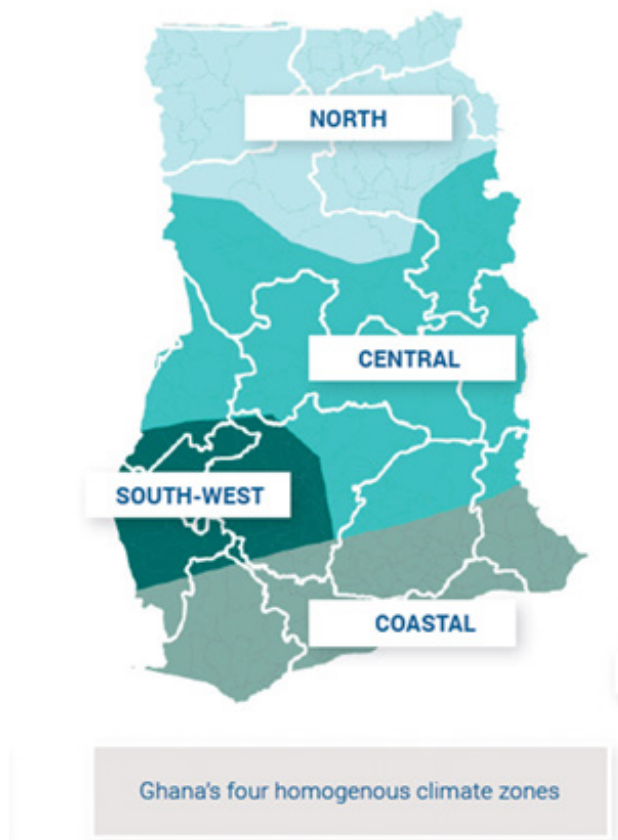 NORTH
CENTRAL
SOUTH-WEST
COASTAL
Ghana's four homogenous climate zones